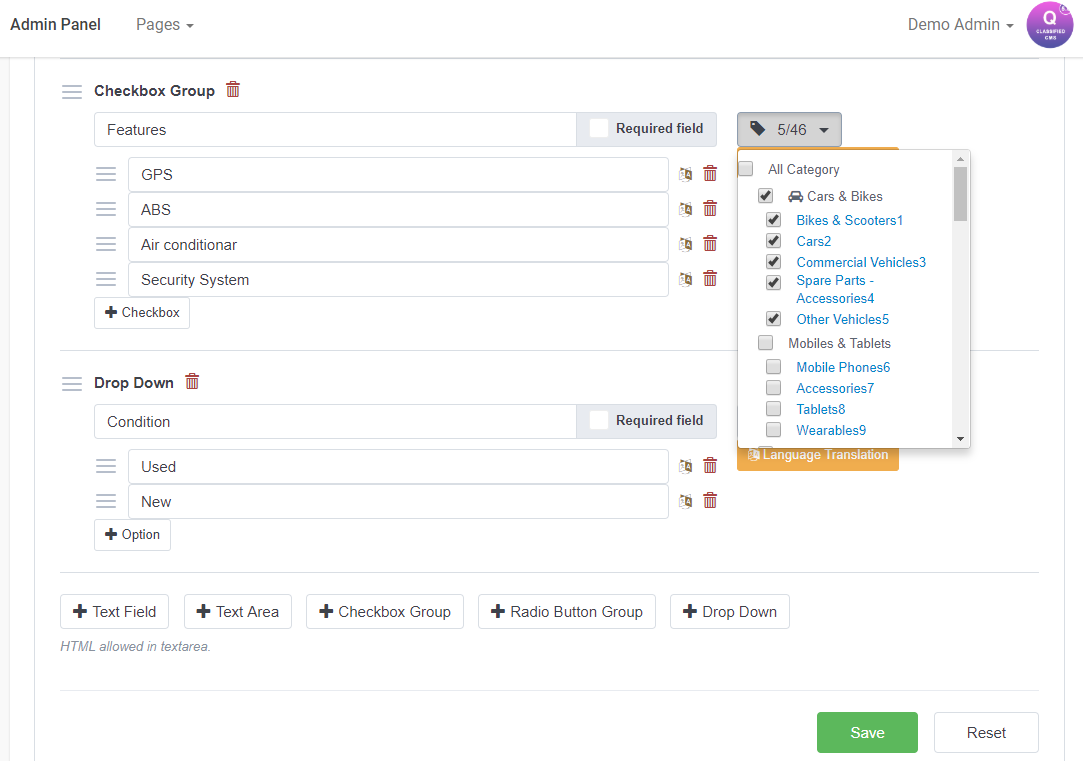 Admin Panel Pages Demo Admin
Q
CLASSIFIED
CMS
Checkbox Group
Features Required field 5/46
GPS
ABS
Air conditionar
Security System
+ Checkbox
All Category
Cars & Bikes
Bikes & Scooters1
Cars2
Commercial Vehicles3
Spare Parts -
Accessories4
Other Vehicles5
Mobiles & Tablets
Mobile Phones6
Accessories7
Tablets8
Wearables9
Language Translation
Drop Down
Condition Required field
Used
New
+ Option
+ Text Field + Text Area + Checkbox Group + Radio Button Group + Drop Down
HTML allowed in textarea.
Save Reset